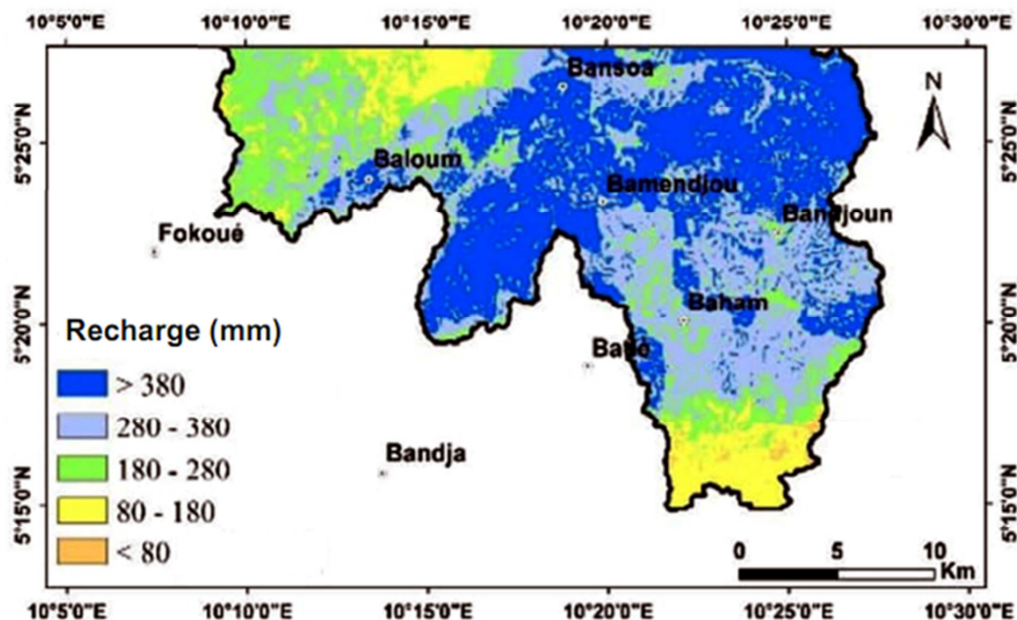 10°5'0"E 10°10'0"E 10°15'0"E 10°20'0"E 10°25'0"E 10°30'0"E
Bansoa
N
5°25'0"N
5°25'0"N
Baloum
Bamendjou
Bandjoun
Fokoué
Baham
5°20'0"N
5°20'0"N
Recharge (mm)
> 380
280 - 380
180 - 280
80 - 180
< 80
Bandja
5°15'0"N
5°15'0"N
0 5 10
Km
10°5'0"E 10°10'0"E 10°15'0"E 10°20'0"E 10°25'0"E 10°30'0"E